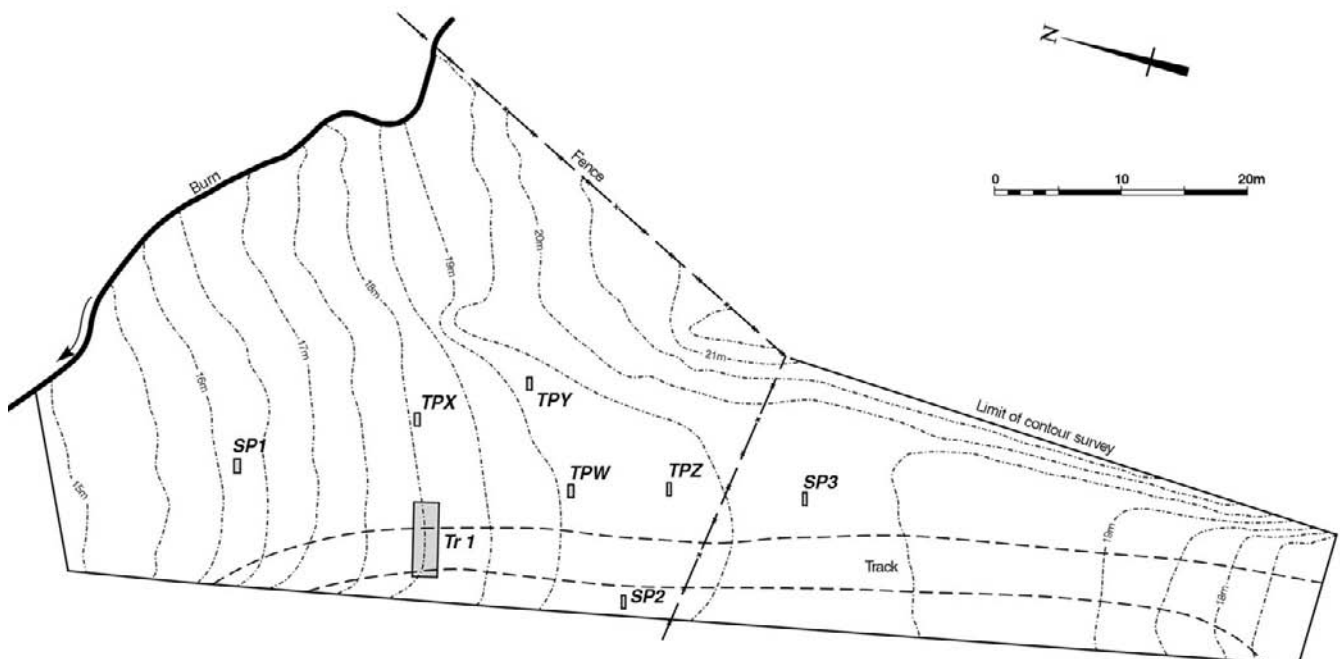 N
0 10 20m
Burn
Fence
20m
19m
18m
21m
17m
16m
15m
Limit of contour survey
TPX
TPY
SP1
TPW
TPZ
SP3
Tr 1
Track
19m
18m
SP2